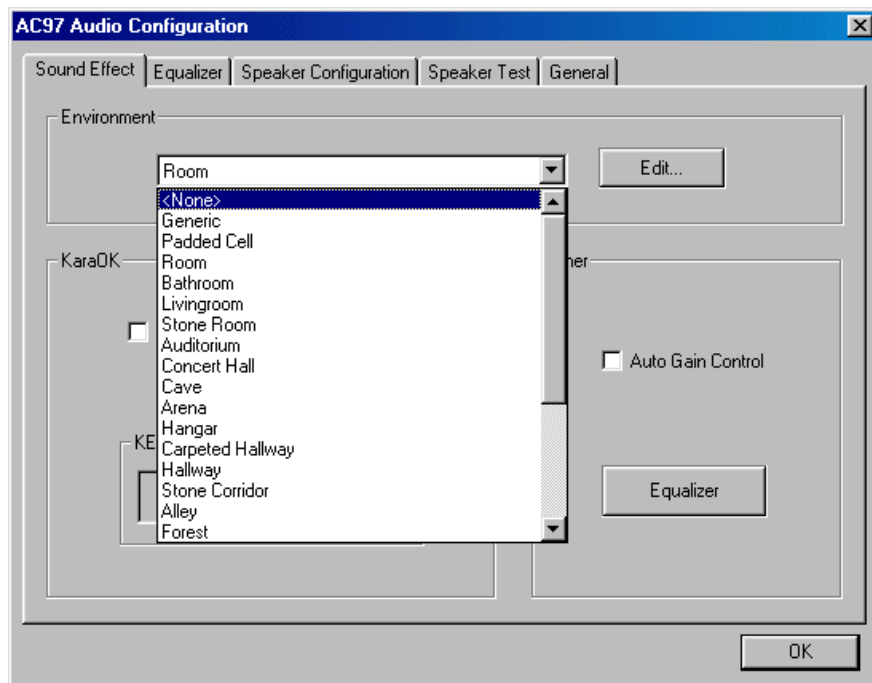 AC97 Audio Configuration
Sound Effect
Equalizer
Speaker Configuration
Speaker Test
General
Environment
Room
Edit...
<None>
Generic
Padded Cell
Room
Bathroom
Livingroom
Stone Room
Auditorium
Concert Hall
Cave
Arena
Hangar
Carpeted Hallway
Hallway
Stone Corridor
Alley
Forest
KaraOK
KE
her
Auto Gain Control
Equalizer
OK